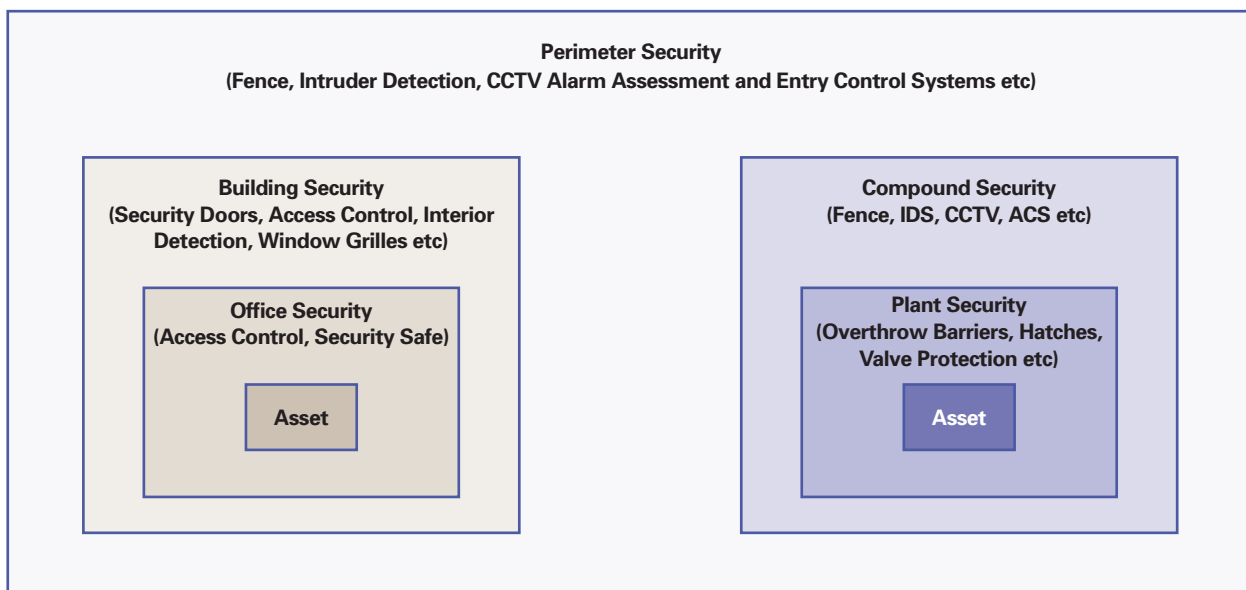 Perimeter Security
(Fence, Intruder Detection, CCTV Alarm Assessment and Entry Control Systems etc)
Building Security
(Security Doors, Access Control, Interior
Detection, Window Grilles etc)
Office Security
(Access Control, Security Safe)
Asset
Compound Security
(Fence, IDS, CCTV, ACS etc)
Plant Security
(Overthrow Barriers, Hatches,
Valve Protection etc)
Asset